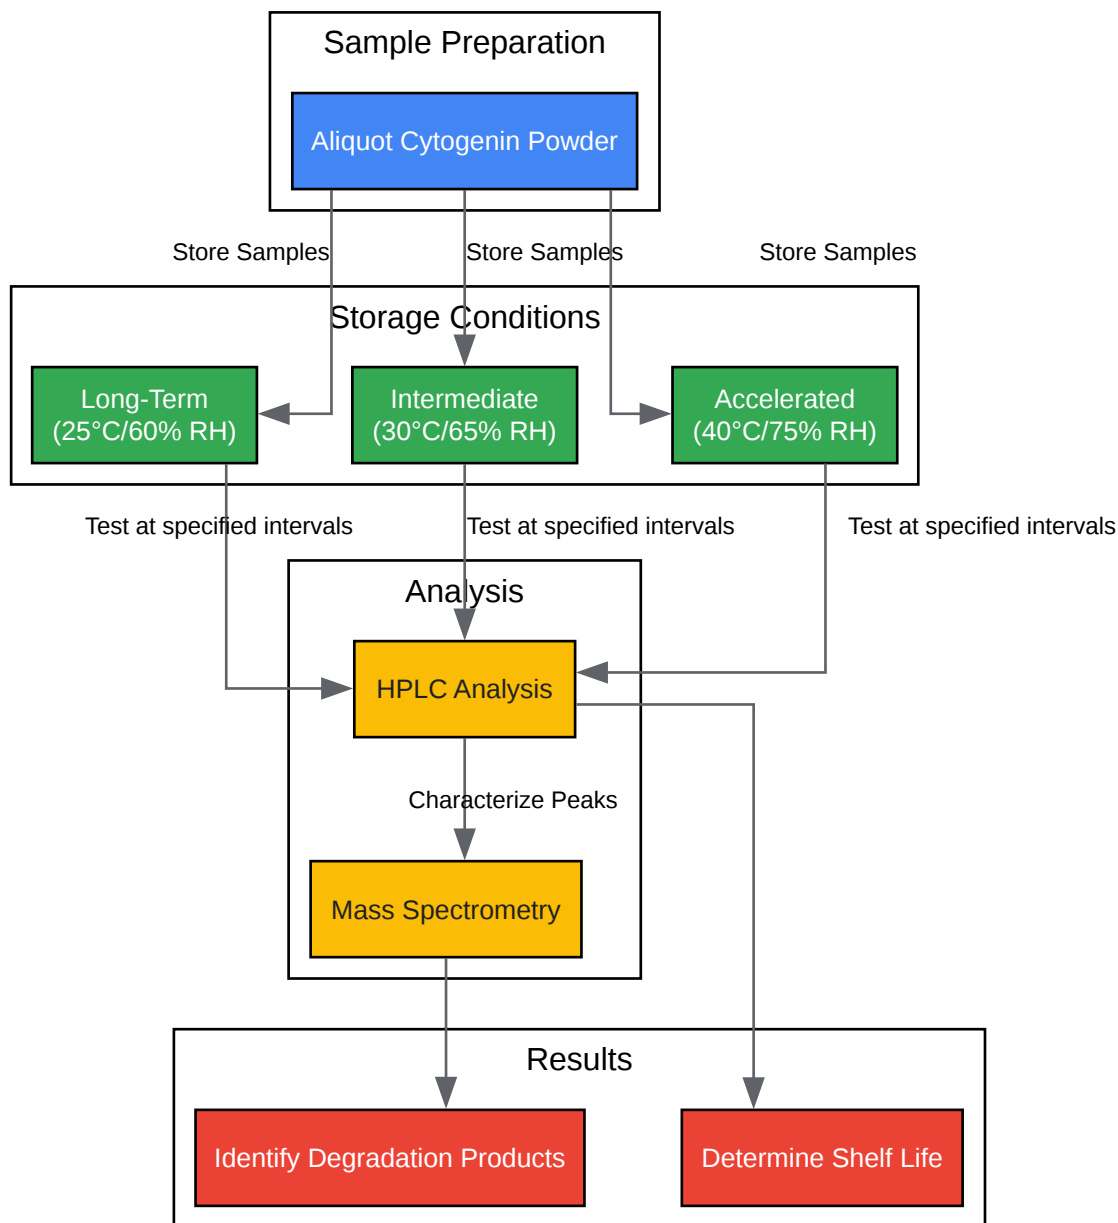 Sample Preparation
Aliquot Cytogenin Powder
Store Samples
Store Samples
Store Samples
Storage Conditions
Long-Term
(25°C/60% RH)
Intermediate
(30°C/65% RH)
Accelerated
(40°C/75% RH)
Test at specified intervals
Test at specified intervals
Test at specified intervals
Analysis
HPLC Analysis
Characterize Peaks
Mass Spectrometry
Results
Identify Degradation Products
Determine Shelf Life